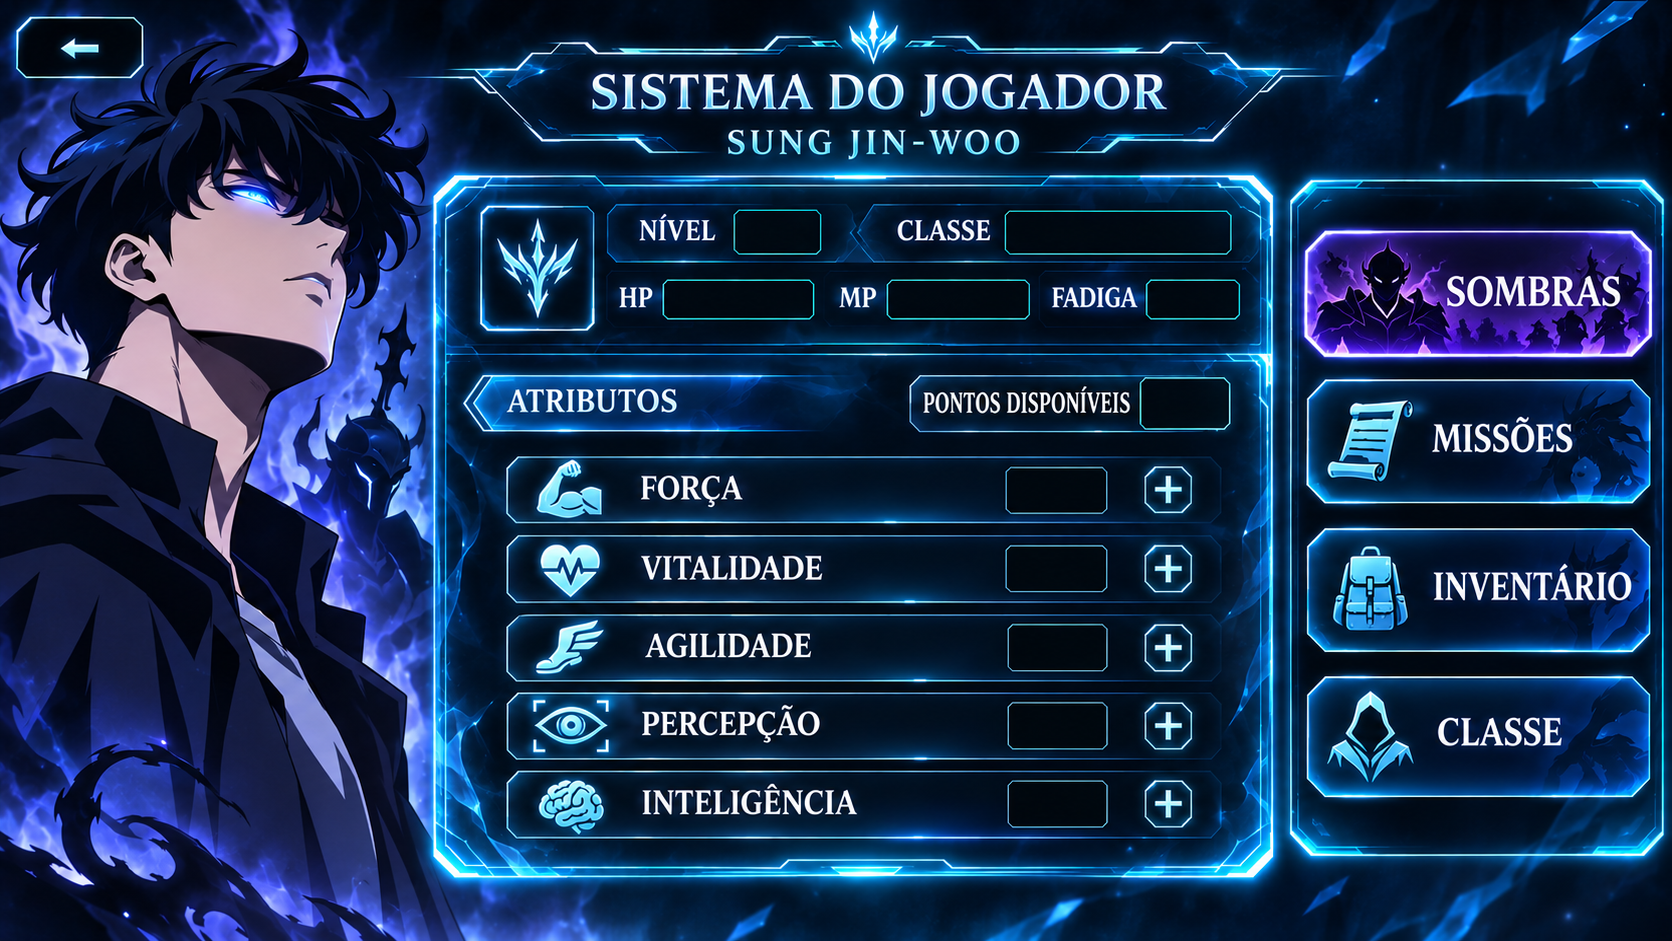 SISTEMA DO JOGADOR
SUNG JIN-WOO
NÍVEL
CLASSE
HP
MP
FADIGA
ATRIBUTOS
PONTOS DISPONÍVEIS
FORÇA
VITALIDADE
AGILIDADE
PERCEPÇÃO
INTELIGÊNCIA
SOMBRAS
MISSÕES
INVENTÁRIO
CLASSE